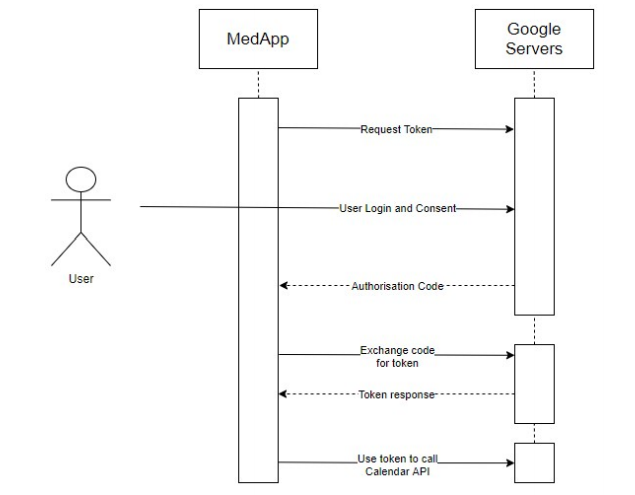 MedApp
Google
Servers
Request Token
User Login and Consent
User
Authorisation Code
Exchange code
for token
Token response
Use token to call
Calendar API